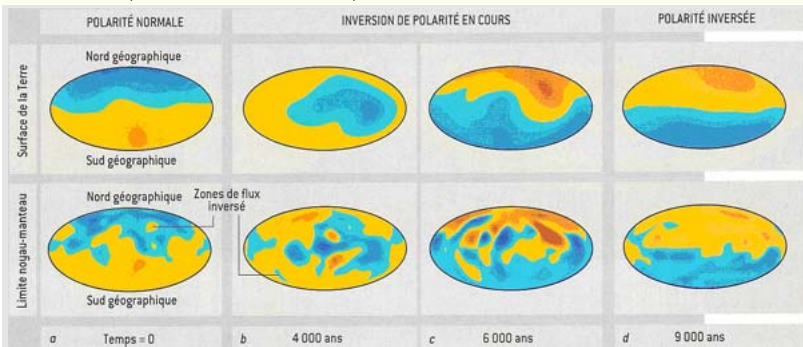 POLARITÉ NORMALE
INVERSION DE POLARITÉ EN COURS
POLARITÉ INVERSÉE
Surface de la Terre
Nord géographique
Sud géographique
Limite noyau-manteau
Nord géographique
Zones de flux
inversé
Sud géographique
a Temps = 0
b 4 000 ans
c 6 000 ans
d 9 000 ans